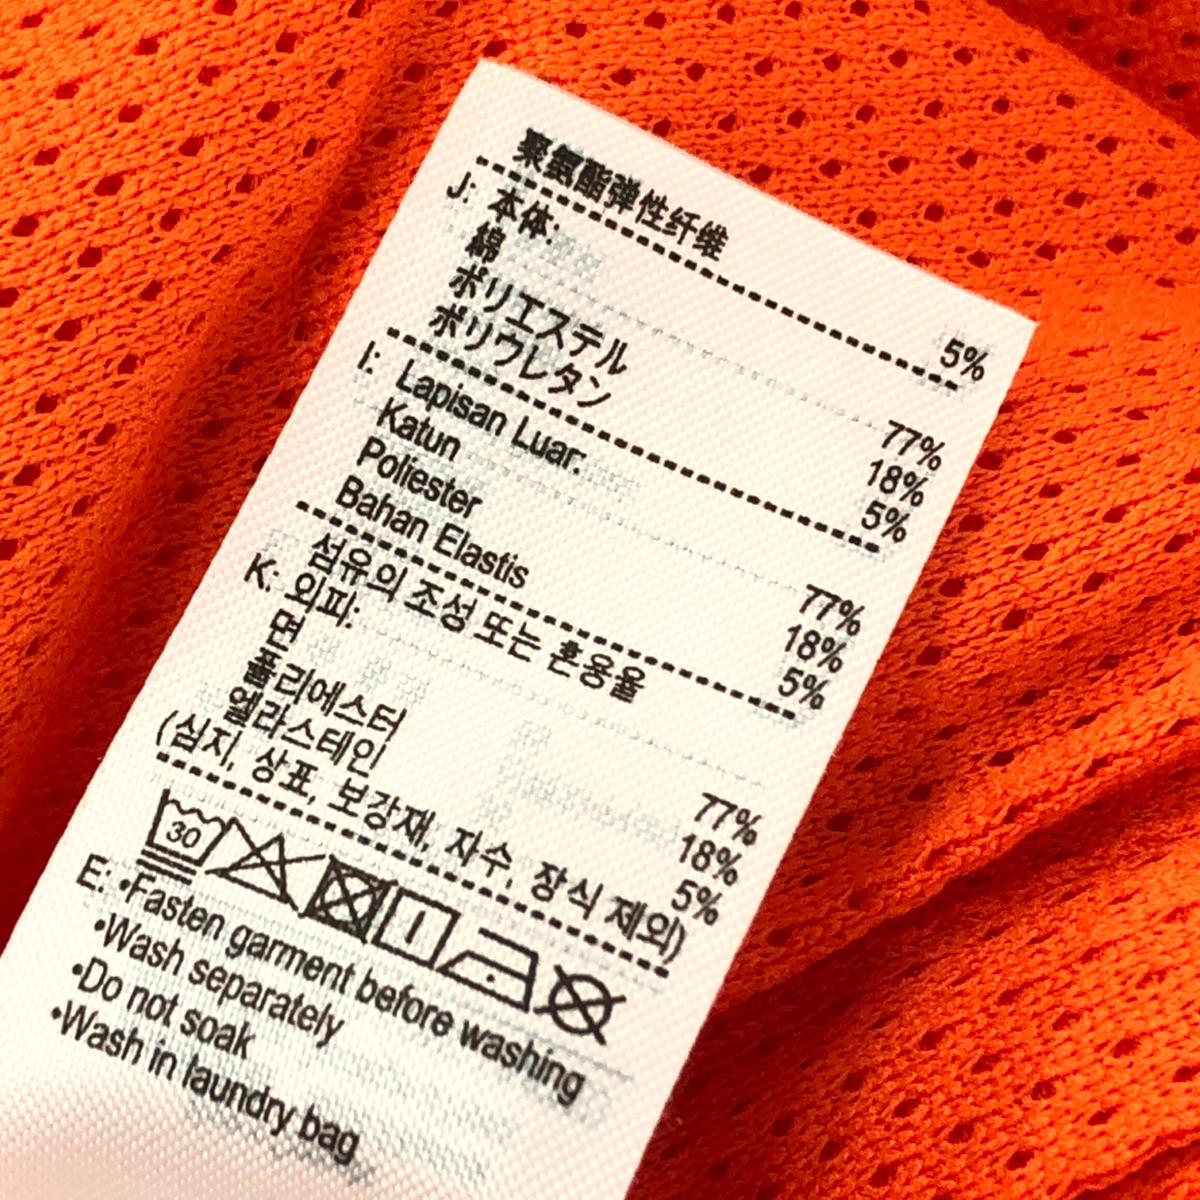 聚氨酯弹性纤维 5%
J: 本体:
綿 77%
ポリエステル 18%
ポリウレタン 5%
I: Lapisan Luar:
Katun 77%
Poliester 18%
Bahan Elastis 5%
섬유의 조성 또는 혼용율
K: 외피:
면 77%
폴리에스터 18%
엘라스테인 5%
(심지, 상표, 보강재, 자수, 장식 제외)
30
E: •Fasten garment before washing
•Wash separately
•Do not soak
•Wash in laundry bag